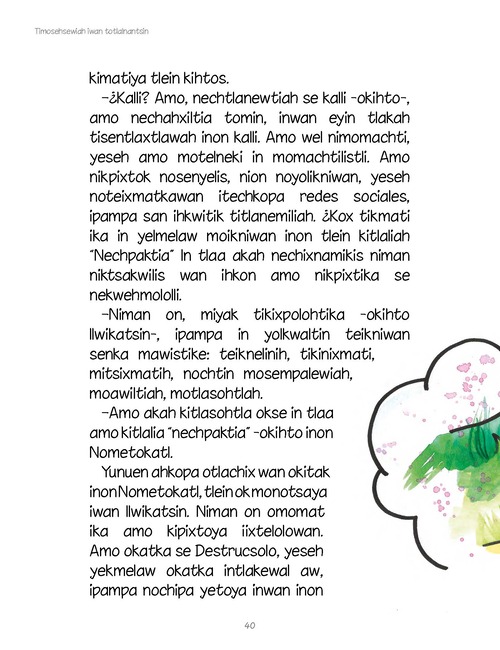 Timosehsewiah iwan totlalnantsin
kimatiya tlein kihtos.
–¿Kalli? Amo, nechtlanewtiah se kalli -okihto-,
amo nechahxiltia tomin, inwan eyin tlakah
tisentlaxtlawah inon kalli. Amo wel nimomachti,
yeseh amo motelneki in momachtilistli. Amo
nikpixtok nosenyelis, nion noyolikniwan, yeseh
noteixmatkawan itechkopa redes sociales,
ipampa san ihkwitik titlanemiliah. ¿Kox tikmati
ika in yelmelaw moikniwan inon tlein kitlaliah
“Nechpaktia” In tlaa akah nechixnamikis niman
niktsakwilis wan ihkon amo nikpixtika se
nekwehmololli.
–Niman on, miyak tikixpolohtika -okihto
Ilwikatsin-, ipampa in yolkwaltin teikniwan
senka mawistike: teiknelinih, tikinixmati,
mitsixmatih, nochtin mosempalewiah,
moawiltiah, motlasohtlah.
–Amo akah kitlasohtla okse in tlaa
amo kitlalia “nechpaktia” -okihto inon
Nometokatl.
Yunuen ahkopa otlachix wan okitak
inon Nometokatl, tlein okmonotsaya
iwan Ilwikatsin. Niman on omomat
ika amo kipixtoya iixtelolowan.
Amo okatka se Destrucsolo, yeseh
yekmelaw okatka intlakewal aw,
ipampa nochipa yetoya inwan inon
40